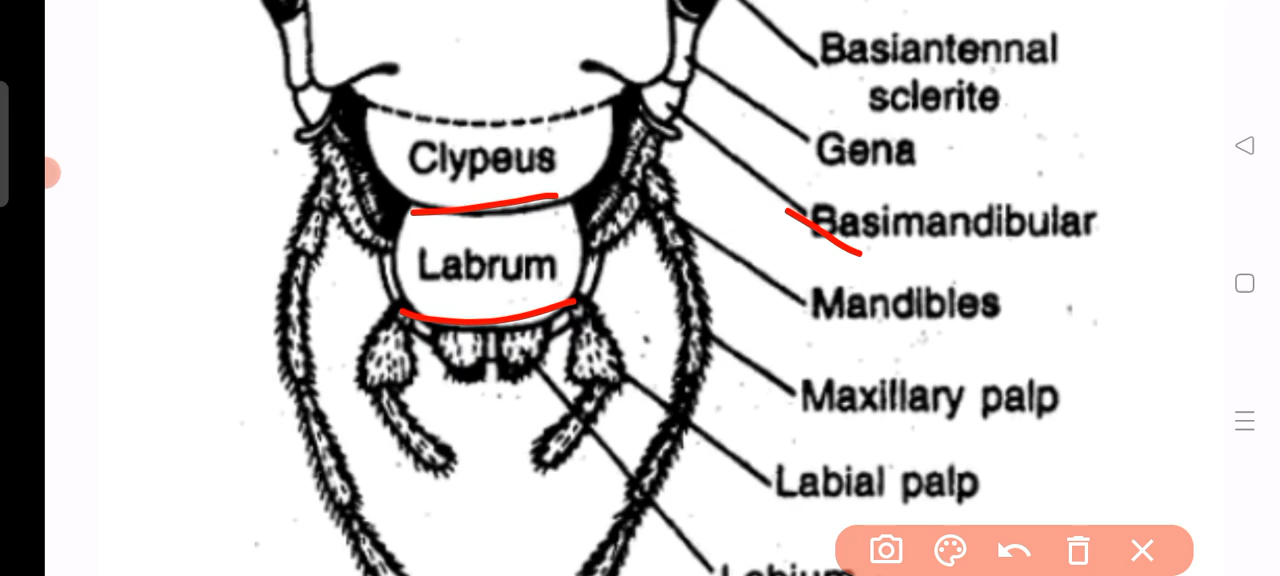 Basiantennal
sclerite
Gena
Clypeus
Basimandibular
Labrum
Mandibles
Maxillary palp
Labial palp